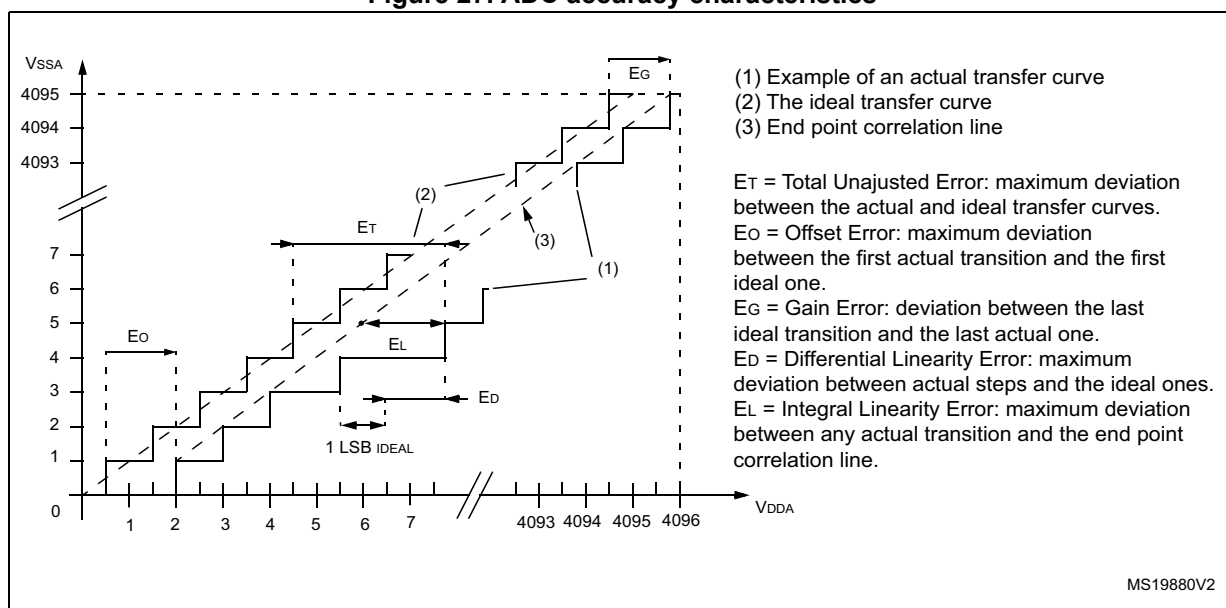 Figure 27. ADC accuracy characteristics
VSSA
EG
4095
4094
4093
(2)
ET
(3)
(1)
7
6
5
EO
EL
4
3
ED
2
1 LSB IDEAL
1
0
1 2 3 4 5 6 7 4093 4094 4095 4096
VDDA
(1) Example of an actual transfer curve
(2) The ideal transfer curve
(3) End point correlation line
ET = Total Unajusted Error: maximum deviation
between the actual and ideal transfer curves.
EO = Offset Error: maximum deviation
between the first actual transition and the first
ideal one.
EG = Gain Error: deviation between the last
ideal transition and the last actual one.
ED = Differential Linearity Error: maximum
deviation between actual steps and the ideal ones.
EL = Integral Linearity Error: maximum deviation
between any actual transition and the end point
correlation line.
MS19880V2